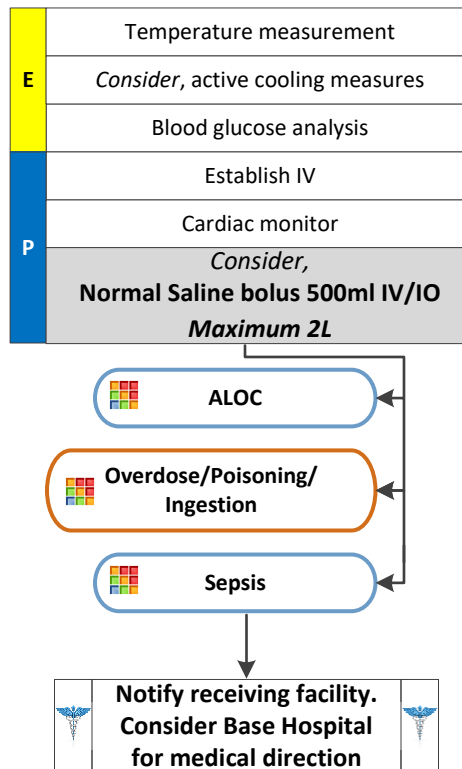 E
Temperature measurement
Consider, active cooling measures
Blood glucose analysis
P
Establish IV
Cardiac monitor
Consider,
Normal Saline bolus 500ml IV/IO
Maximum 2L
ALOC
Overdose/Poisoning/
Ingestion
Sepsis
Notify receiving facility.
Consider Base Hospital
for medical direction